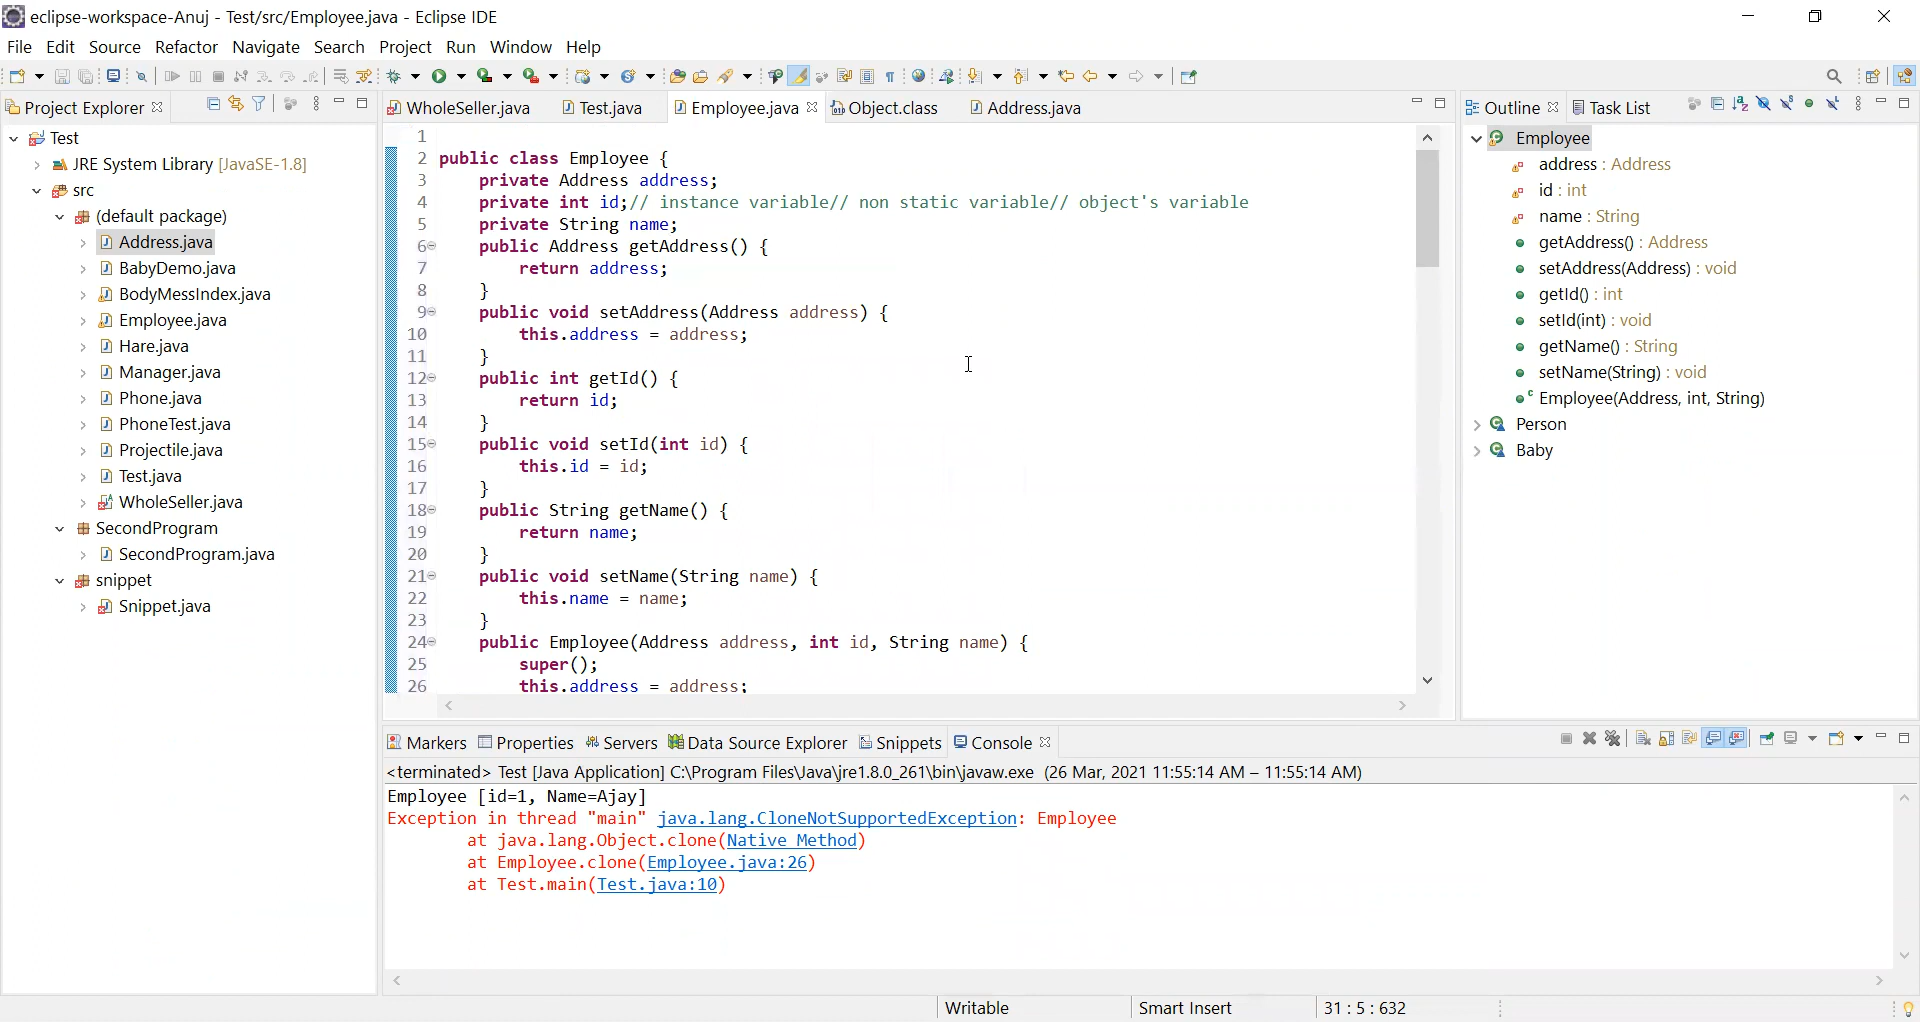 eclipse-workspace-Anuj - Test/src/Employee.java - Eclipse IDE
File Edit Source Refactor Navigate Search Project Run Window Help
Project Explorer
WholeSeller.java Test.java Employee.java Object.class Address.java
Outline Task List
Test
JRE System Library [JavaSE-1.8]
src
(default package)
Address.java
BabyDemo.java
BodyMessIndex.java
Employee.java
Hare.java
Manager.java
Phone.java
PhoneTest.java
Projectile.java
Test.java
WholeSeller.java
SecondProgram
SecondProgram.java
snippet
Snippet.java
1
2 public class Employee {
3 private Address address;
4 private int id;// instance variable// non static variable// object's variable
5 private String name;
6 public Address getAddress() {
7 return address;
8 }
9 public void setAddress(Address address) {
10 this.address = address;
11 }
12 public int getId() {
13 return id;
14 }
15 public void setId(int id) {
16 this.id = id;
17 }
18 public String getName() {
19 return name;
20 }
21 public void setName(String name) {
22 this.name = name;
23 }
24 public Employee(Address address, int id, String name) {
25 super();
26 this.address = address;
Employee
address : Address
id : int
name : String
getAddress() : Address
setAddress(Address) : void
getId() : int
setId(int) : void
getName() : String
setName(String) : void
Employee(Address, int, String)
Person
Baby
Markers Properties Servers Data Source Explorer Snippets Console
<terminated> Test [Java Application] C:\Program Files\Java\jre1.8.0_261\bin\javaw.exe (26 Mar, 2021 11:55:14 AM – 11:55:14 AM)
Employee [id=1, Name=Ajay]
Exception in thread "main" java.lang.CloneNotSupportedException: Employee
at java.lang.Object.clone(Native Method)
at Employee.clone(Employee.java:26)
at Test.main(Test.java:10)
Writable Smart Insert 31 : 5 : 632